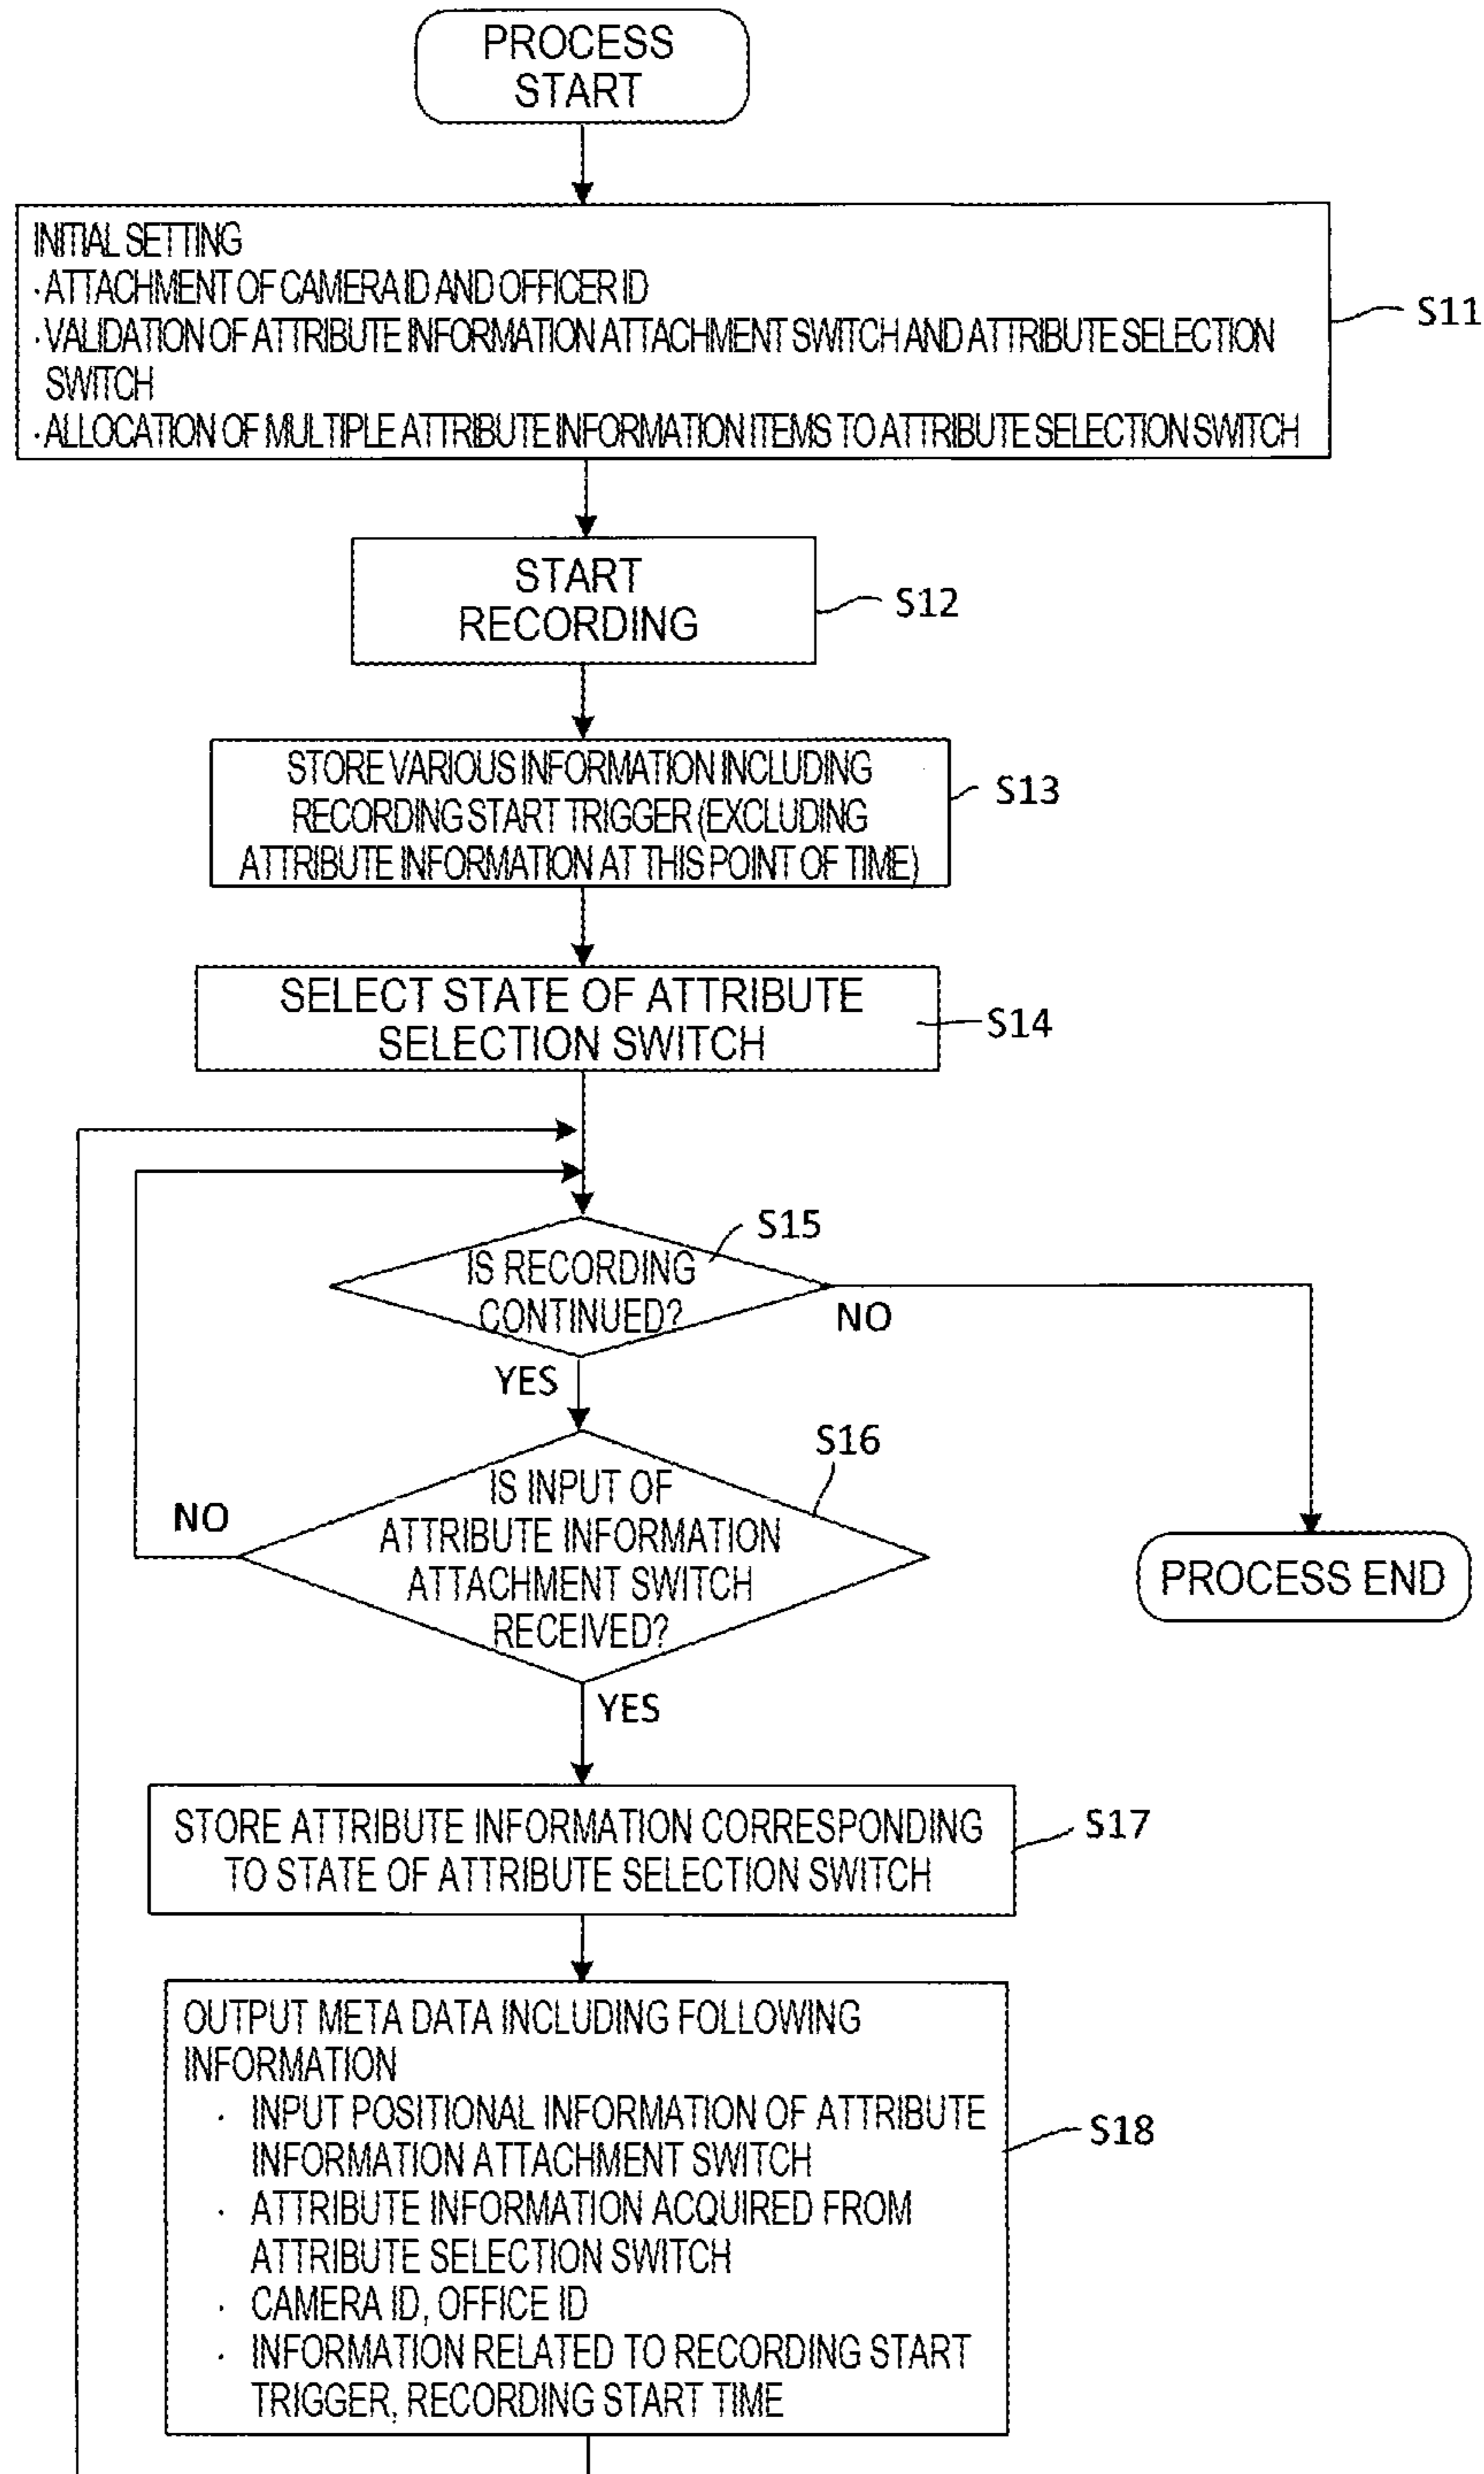 PROCESS
START
INITIAL SETTING
· ATTACHMENT OF CAMERA ID AND OFFICER ID
· VALIDATION OF ATTRIBUTE INFORMATION ATTACHMENT SWITCH AND ATTRIBUTE SELECTION
SWITCH
· ALLOCATION OF MULTIPLE ATTRIBUTE INFORMATION ITEMS TO ATTRIBUTE SELECTION SWITCH
S11
START
RECORDING
S12
STORE VARIOUS INFORMATION INCLUDING
RECORDING START TRIGGER (EXCLUDING
ATTRIBUTE INFORMATION AT THIS POINT OF TIME)
S13
SELECT STATE OF ATTRIBUTE
SELECTION SWITCH
S14
S15
IS RECORDING
CONTINUED?
NO
YES
S16
IS INPUT OF
ATTRIBUTE INFORMATION
ATTACHMENT SWITCH
RECEIVED?
NO
YES
PROCESS END
STORE ATTRIBUTE INFORMATION CORRESPONDING
TO STATE OF ATTRIBUTE SELECTION SWITCH
S17
OUTPUT META DATA INCLUDING FOLLOWING
INFORMATION
· INPUT POSITIONAL INFORMATION OF ATTRIBUTE
INFORMATION ATTACHMENT SWITCH
· ATTRIBUTE INFORMATION ACQUIRED FROM
ATTRIBUTE SELECTION SWITCH
· CAMERA ID, OFFICE ID
· INFORMATION RELATED TO RECORDING START
TRIGGER, RECORDING START TIME
S18